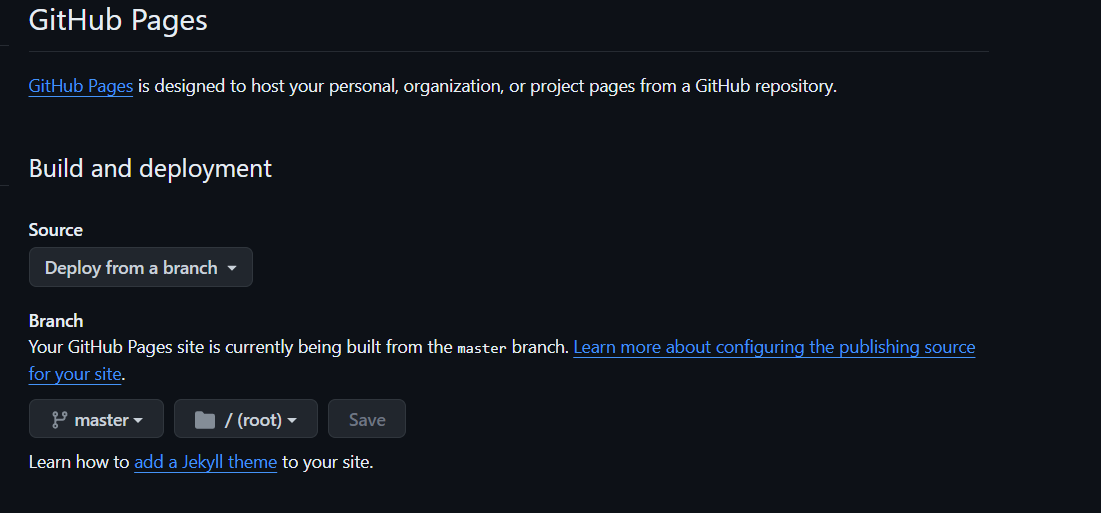 GitHub Pages
GitHub Pages is designed to host your personal, organization, or project pages from a GitHub repository.
Build and deployment
Source
Deploy from a branch
Branch
Your GitHub Pages site is currently being built from the master branch. Learn more about configuring the publishing source
for your site.
master / (root) Save
Learn how to add a Jekyll theme to your site.